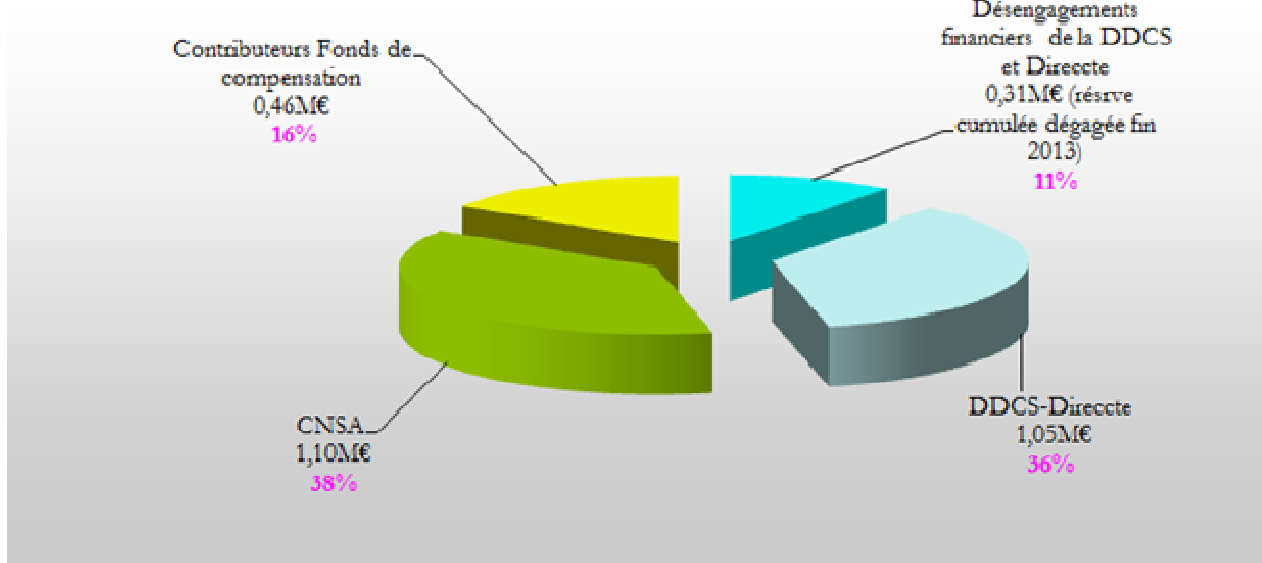 Contributeurs Fonds de
compensation
0,46M€
16%
Désengagements
financiers de la DDCS
et Direccte
0,31M€ (résrve
cumulée dégagée fin
2013)
11%
CNSA
1,10M€
38%
DDCS-Direccte
1,05M€
36%